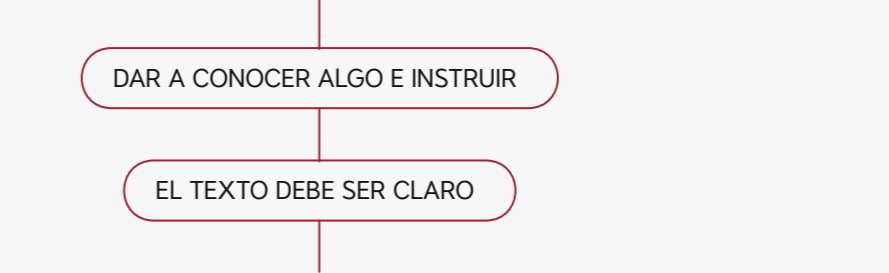 DAR A CONOCER ALGO E INSTRUIR
EL TEXTO DEBE SER CLARO